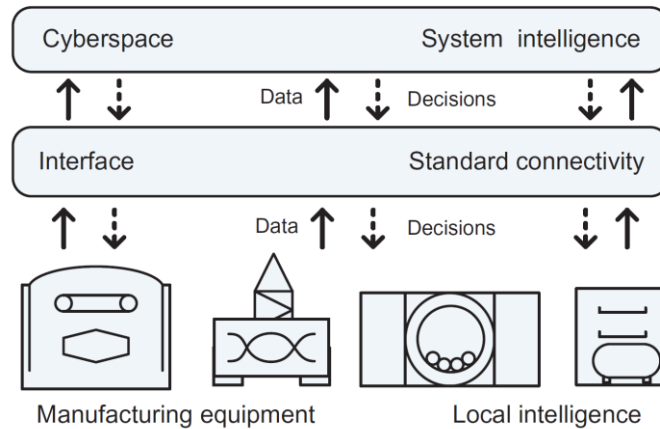 Cyberspace System intelligence
Data Decisions
Interface Standard connectivity
Data Decisions
Manufacturing equipment Local intelligence